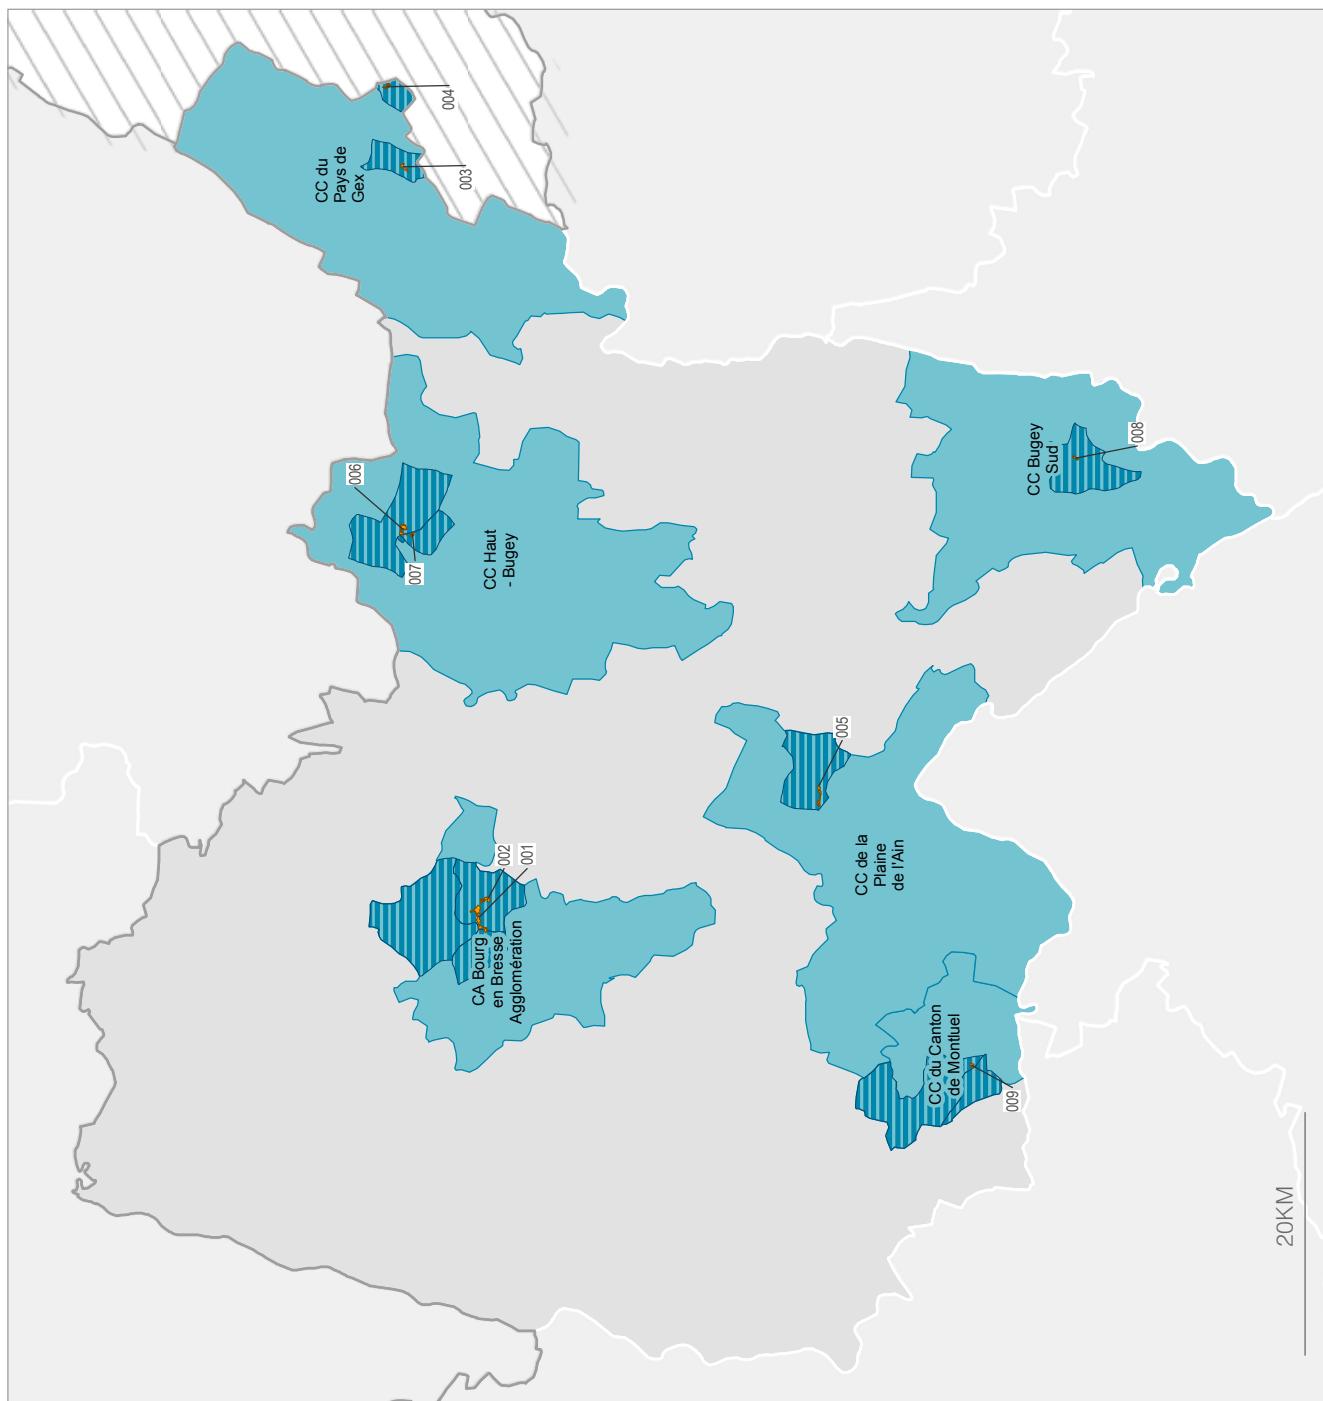 004
003
CC du
Pays de
Gex
006
007
CC Haut
- Bugey
008
CC Bugey
Sud
005
002
001
CA Bourg
en Bresse
Agglomération
CC de la
Plaine
de l'Ain
CC du Canton
de Montluel
009
20KM